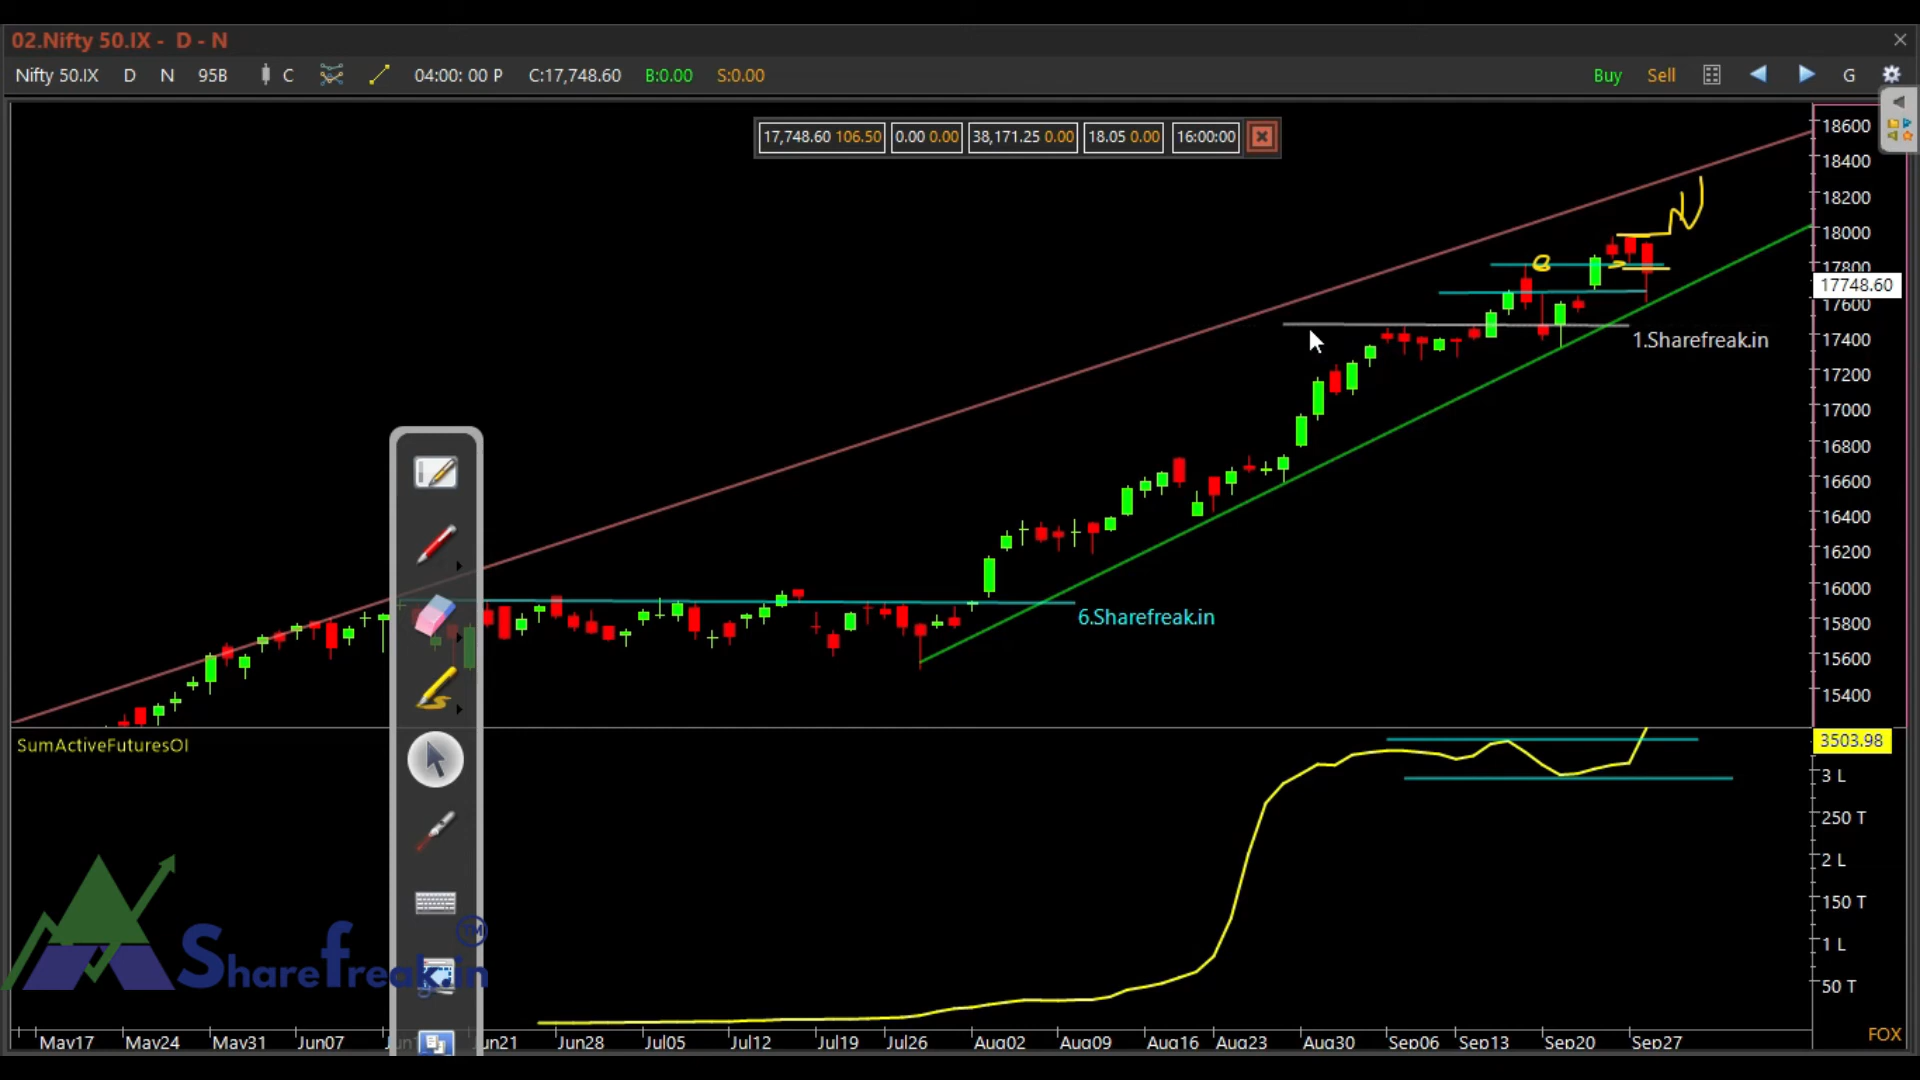 02.Nifty 50.IX - D - N
Nifty 50.IX D N 95B C 04:00: 00 P C:17,748.60 B:0.00 S:0.00 Buy Sell G
17,748.60 106.50 0.00 0.00 38,171.25 0.00 18.05 0.00 16:00:00
18600
18400
18200
18000
17800
17748.60
17600
17400
1.Sharefreak.in
17200
17000
16800
16600
16400
16200
16000
15800
6.Sharefreak.in
15600
15400
SumActiveFuturesOI
3503.98
3 L
250 T
2 L
150 T
1 L
50 T
Sharefreak.in TM
FOX
May17 May24 May31 Jun07 Jun21 Jun28 Jul05 Jul12 Jul19 Jul26 Aug02 Aug09 Aug16 Aug23 Aug30 Sep06 Sep13 Sep20 Sep27